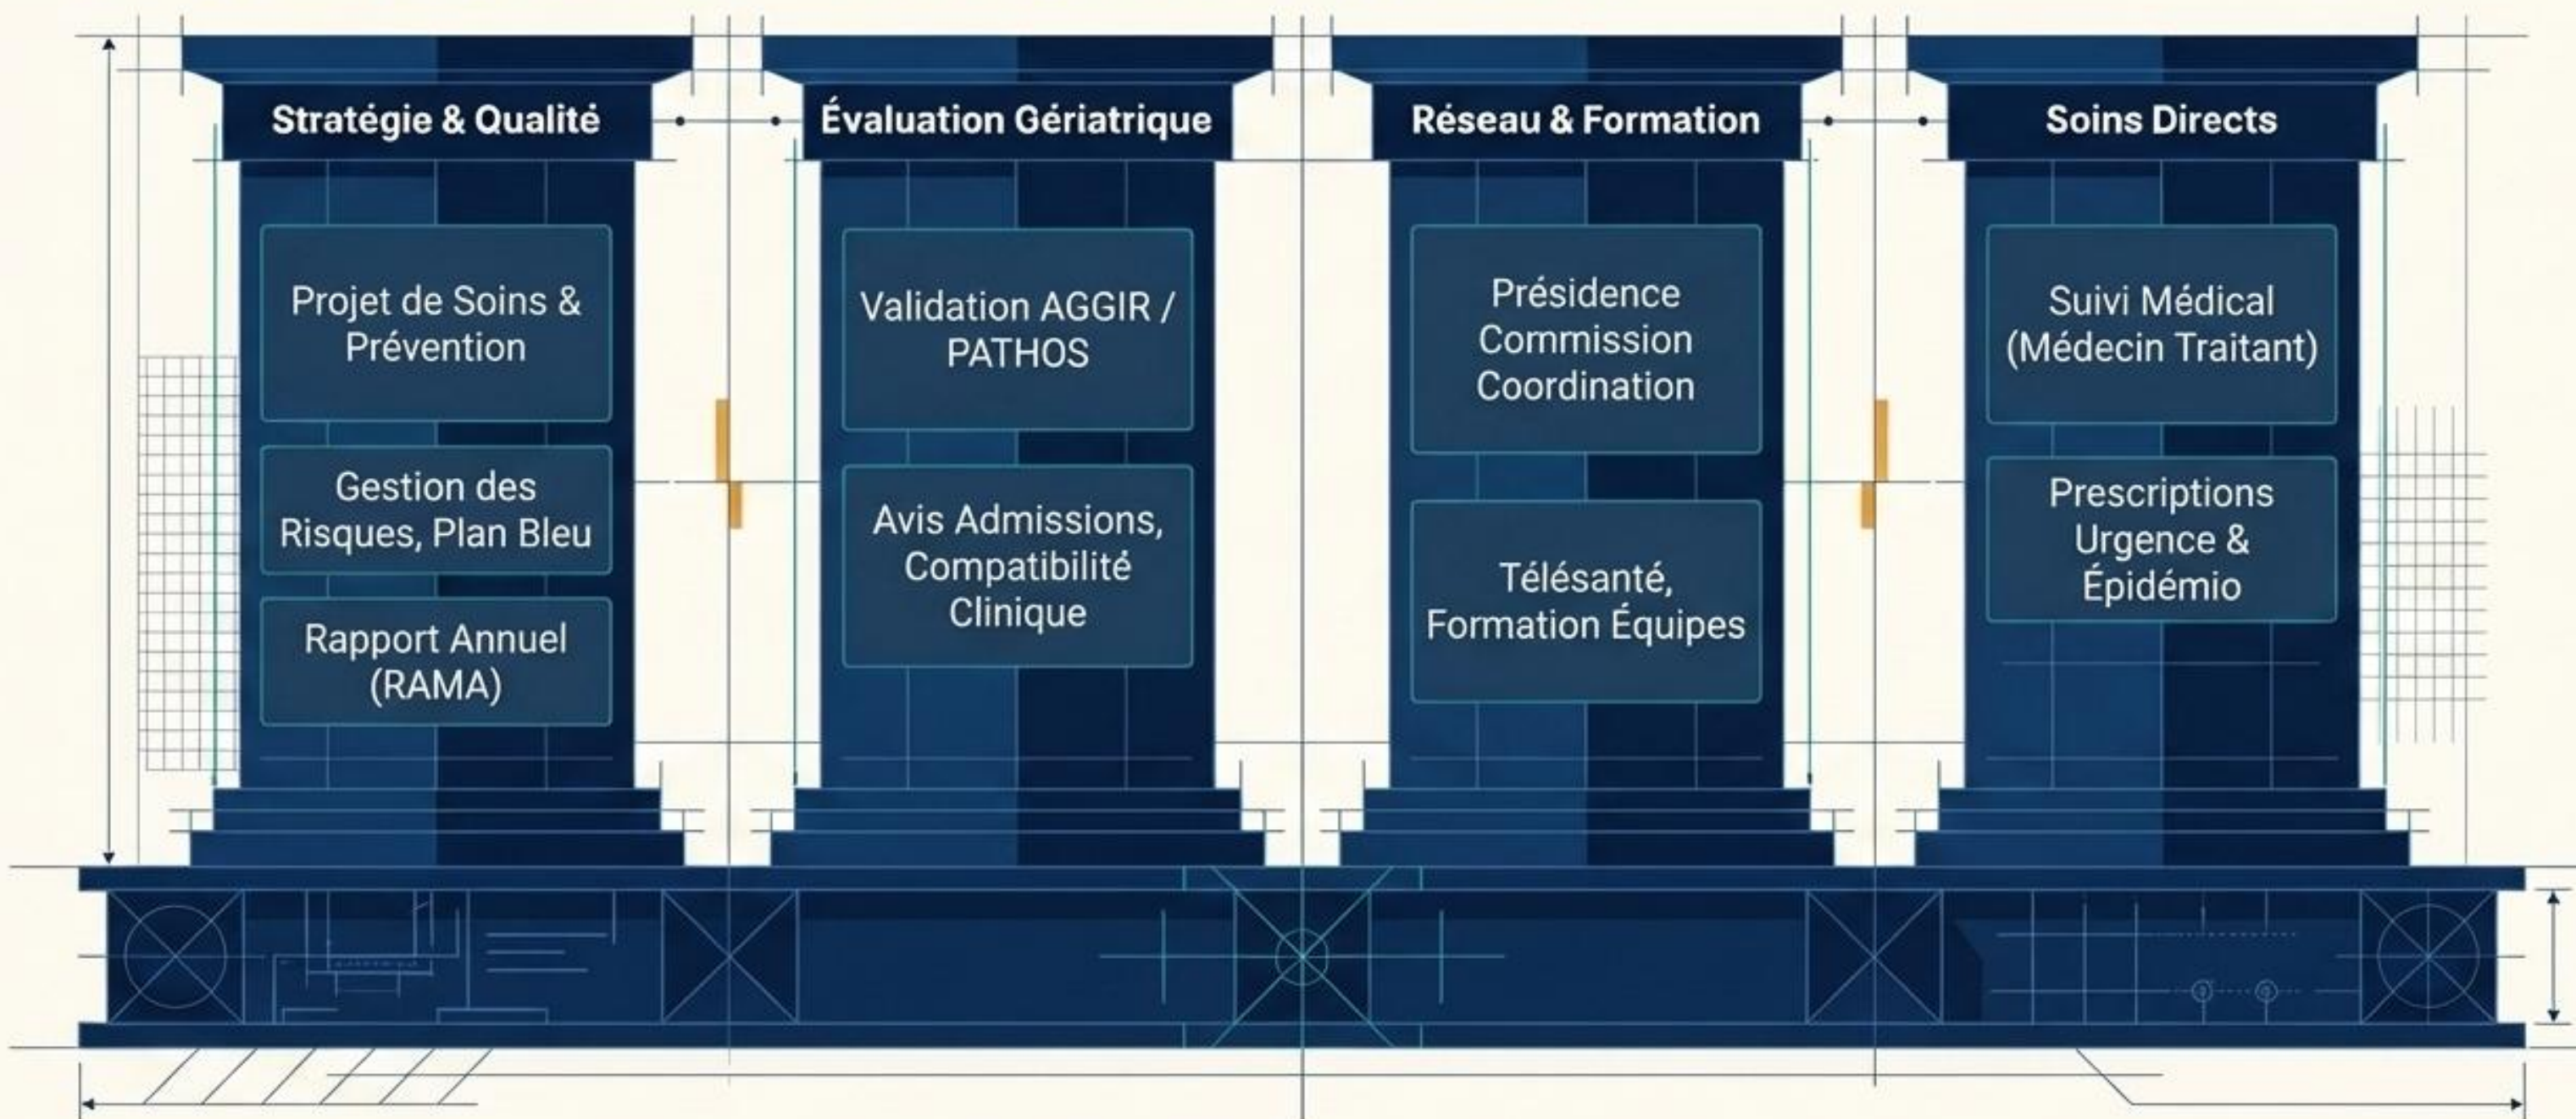 Stratégie & Qualité
Projet de Soins &
Prévention
Gestion des
Risques, Plan Bleu
Rapport Annuel
(RAMA)
Évaluation Gériatrique
Validation AGGIR /
PATHOS
Avis Admissions,
Compatibilité
Clinique
Réseau & Formation
Présidence
Commission
Coordination
Télésanté,
Formation Équipes
Soins Directs
Suivi Médical
(Médecin Traitant)
Prescriptions
Urgence &
Épidémio